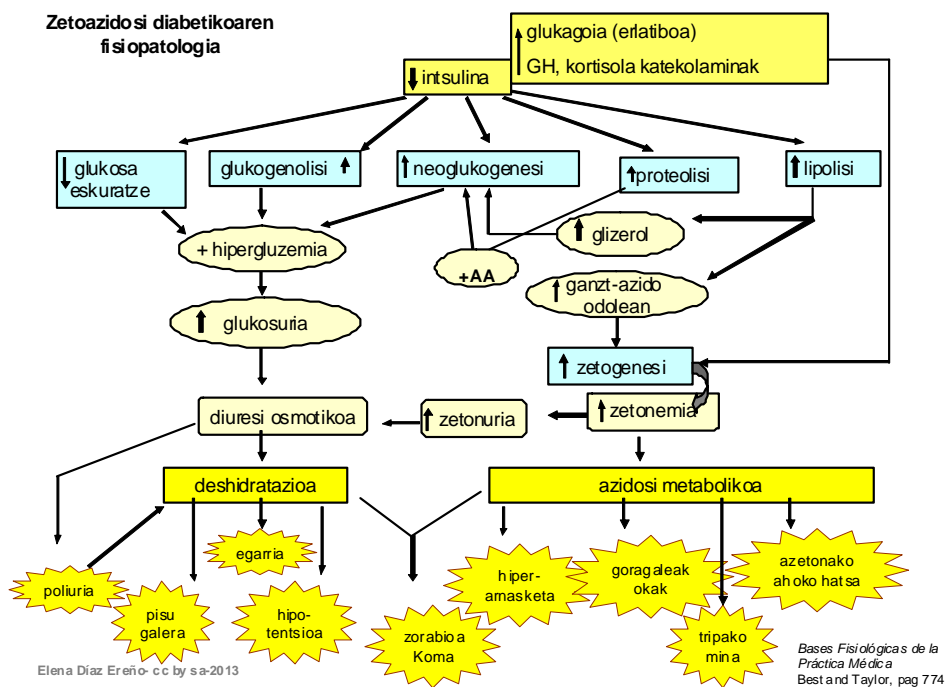 Zetoazidosi diabetikoaren
fisiopatologia
glukagoia (erlatiboa)
GH, kortisola katekolaminak
intsulina
glukosa
eskuratze
glukogenolisi
neoglukogenesi
proteolisi
lipolisi
+ hipergluzemia
glizerol
+AA
ganzt-azido
odolean
glukosuria
zetogenesi
diuresi osmotikoa
zetonuria
zetonemia
deshidratazioa
azidosi metabolikoa
egarria
poliuria
pisu
galera
hipo-
tentsioa
zorabioa
Koma
hiper-
arnasketa
goragaleak
okak
tripako
mina
azetonako
ahoko hatsa
Elena Díaz Ereño- cc by sa-2013
Bases Fisiológicas de la
Práctica Médica
Best and Taylor, pag 774